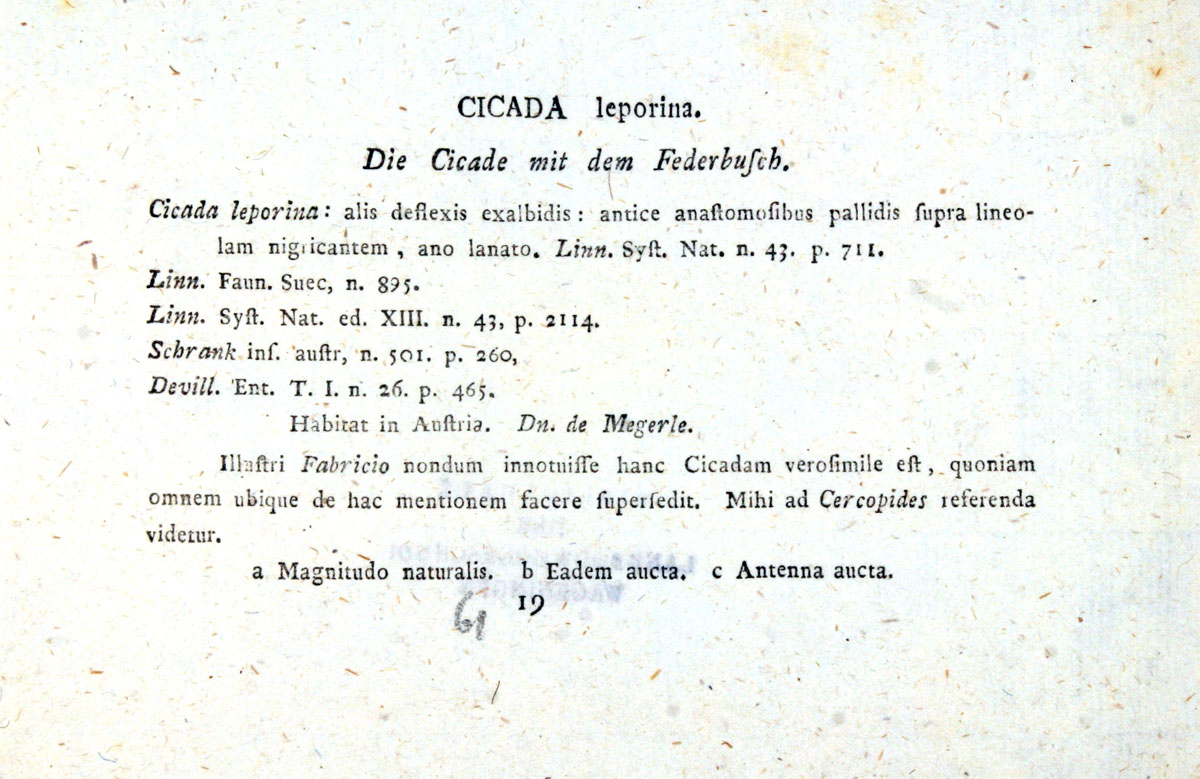 CICADA leporina.
Die Cicade mit dem Federbuſch.
Cicada leporina: alis deflexis exalbidis: antice anaſtomoſibus pallidis ſupra lineo-
lam nigricantem, ano lanato. Linn. Syſt. Nat. n. 43. p. 711.
Linn. Faun. Suec, n. 895.
Linn. Syſt. Nat. ed. XIII. n. 43, p. 2114.
Schrank inſ. auſtr, n. 501. p. 260,
Devill. Ent. T. I. n. 26. p. 465.
Habitat in Auſtria. Dn. de Megerle.
Illuſtri Fabricio nondum innotuiſſe hanc Cicadam veroſimile eſt, quoniam
omnem ubique de hac mentionem facere ſuperſedit. Mihi ad Cercopides referenda
videtur.
a Magnitudo naturalis. b Eadem aucta. c Antenna aucta.
19
61